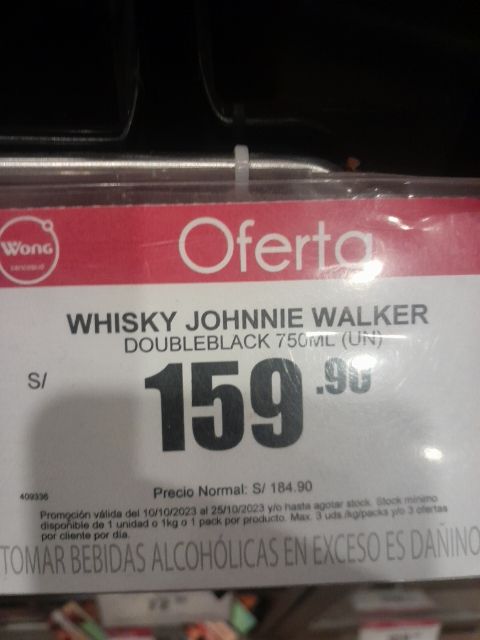 WONG
cencosud
Oferta
WHISKY JOHNNIE WALKER
DOUBLEBLACK 750ML (UN)
S/ 159.90
Precio Normal: S/ 184.90
409336
Promoción válida del 10/10/2023 al 25/10/2023 y/o hasta agotar stock. Stock mínimo
disponible de 1 unidad o 1kg o 1 pack por producto. Max. 3 uds./kg/packs y/o 3 ofertas
por cliente por día.
TOMAR BEBIDAS ALCOHÓLICAS EN EXCESO ES DAÑINO